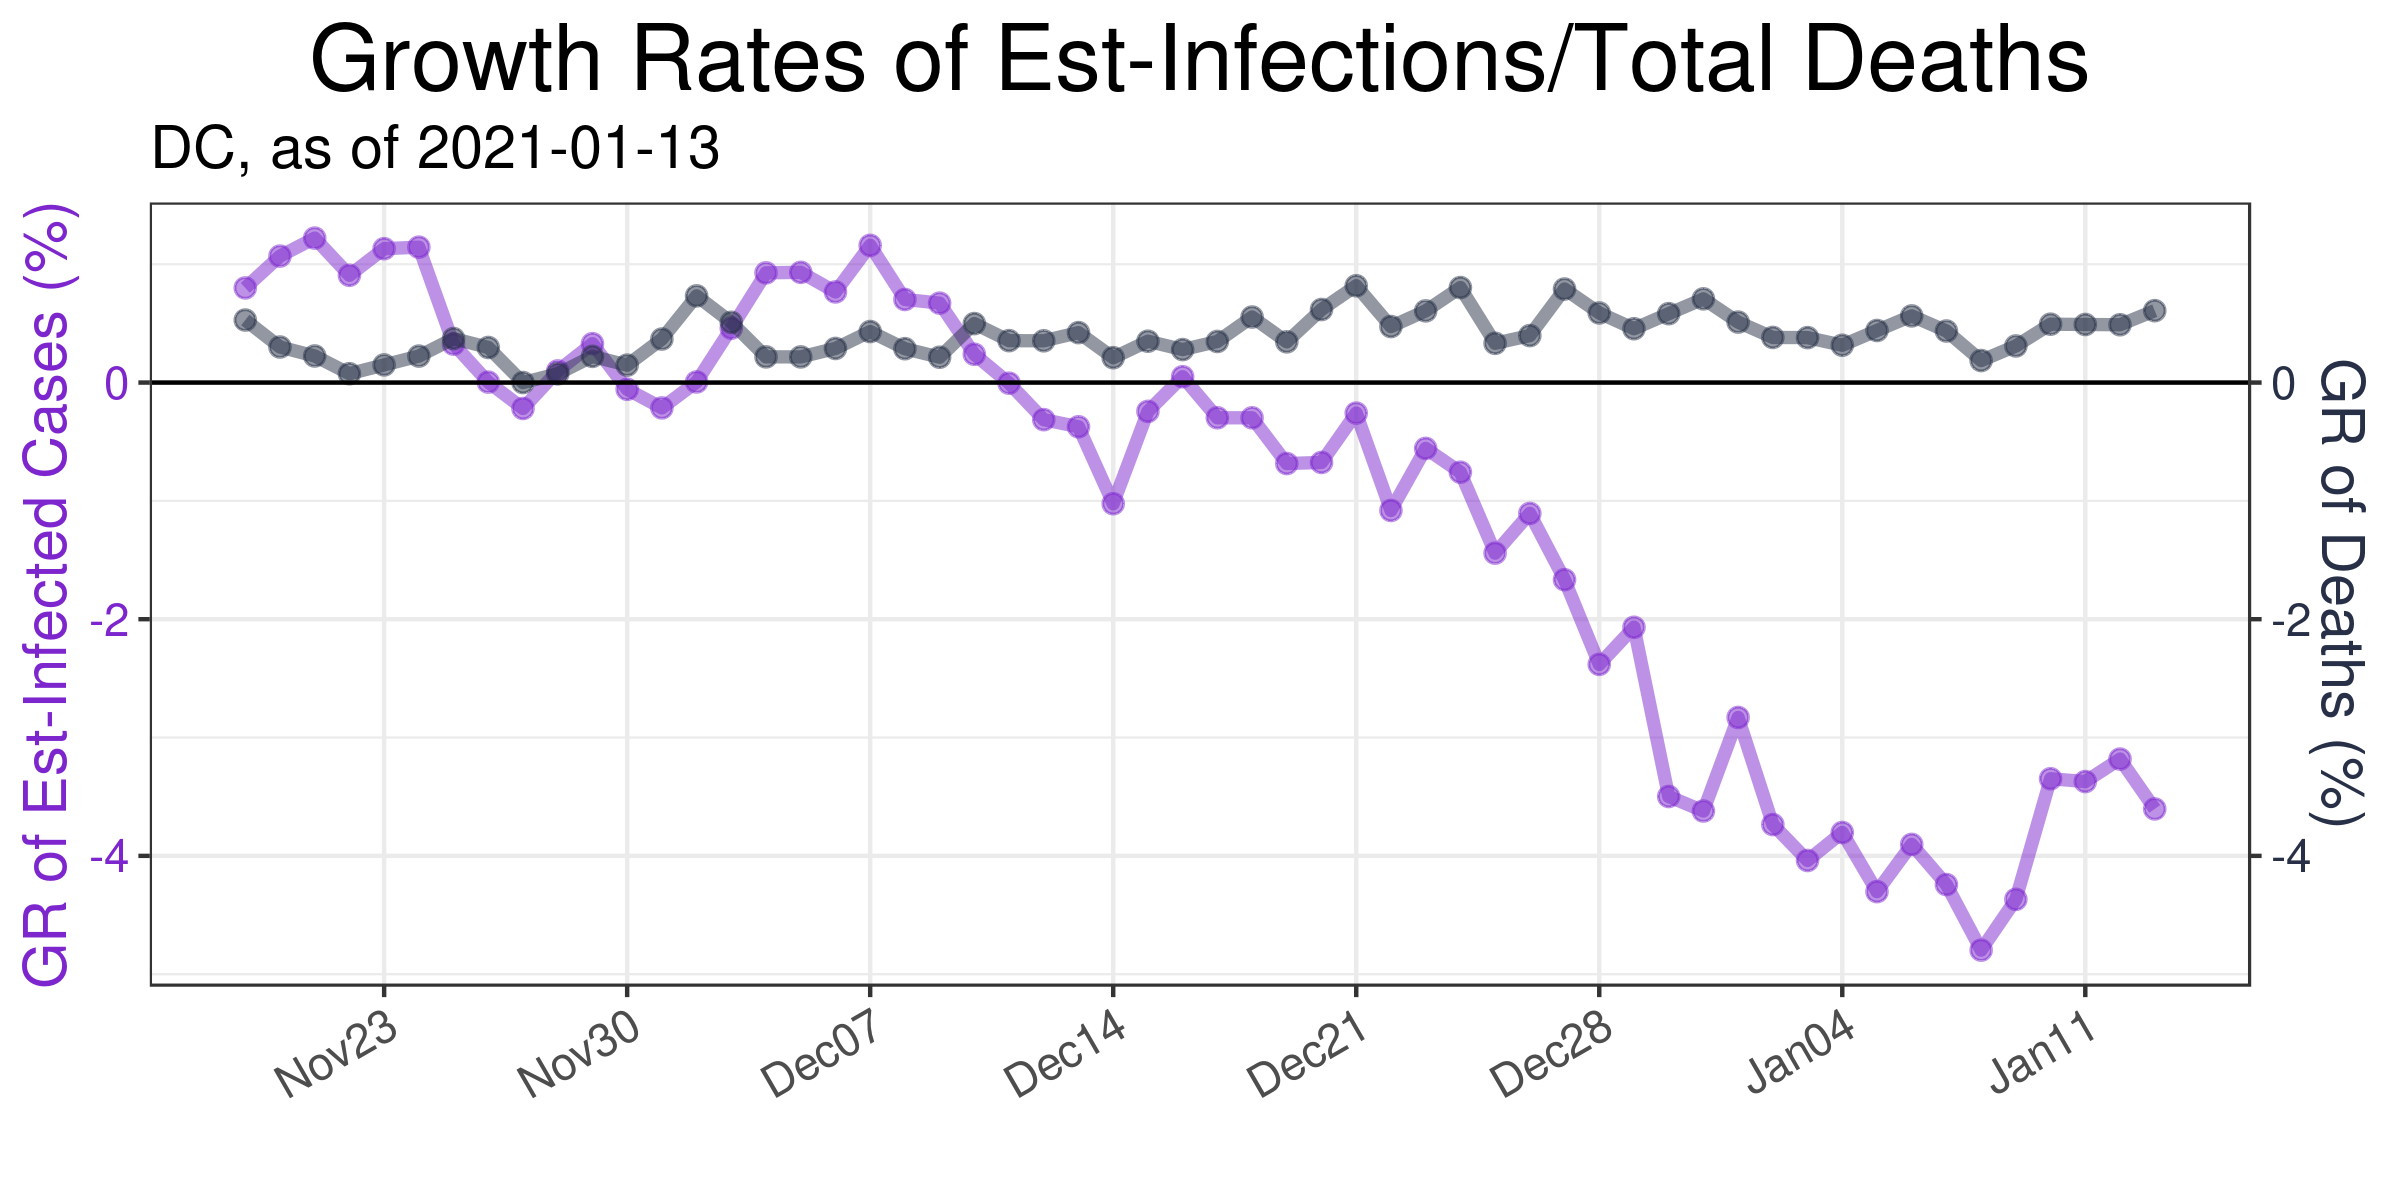 Growth Rates of Est-Infections/Total Deaths
DC, as of 2021-01-13
GR of Est-Infected Cases (%)
0
-2
-4
0
-2
-4
GR of Deaths (%)
Nov23
Nov30
Dec07
Dec14
Dec21
Dec28
Jan04
Jan11